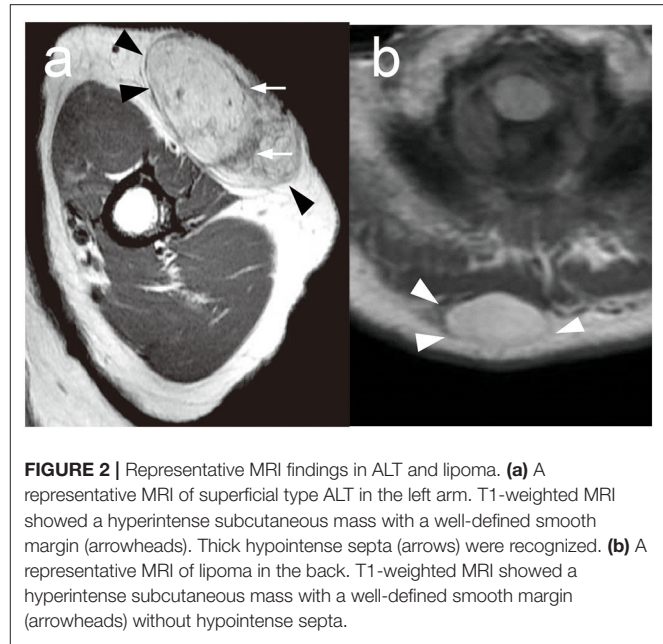 a
b
FIGURE 2 | Representative MRI findings in ALT and lipoma. (a) A
representative MRI of superficial type ALT in the left arm. T1-weighted MRI
showed a hyperintense subcutaneous mass with a well-defined smooth
margin (arrowheads). Thick hypointense septa (arrows) were recognized. (b) A
representative MRI of lipoma in the back. T1-weighted MRI showed a
hyperintense subcutaneous mass with a well-defined smooth margin
(arrowheads) without hypointense septa.